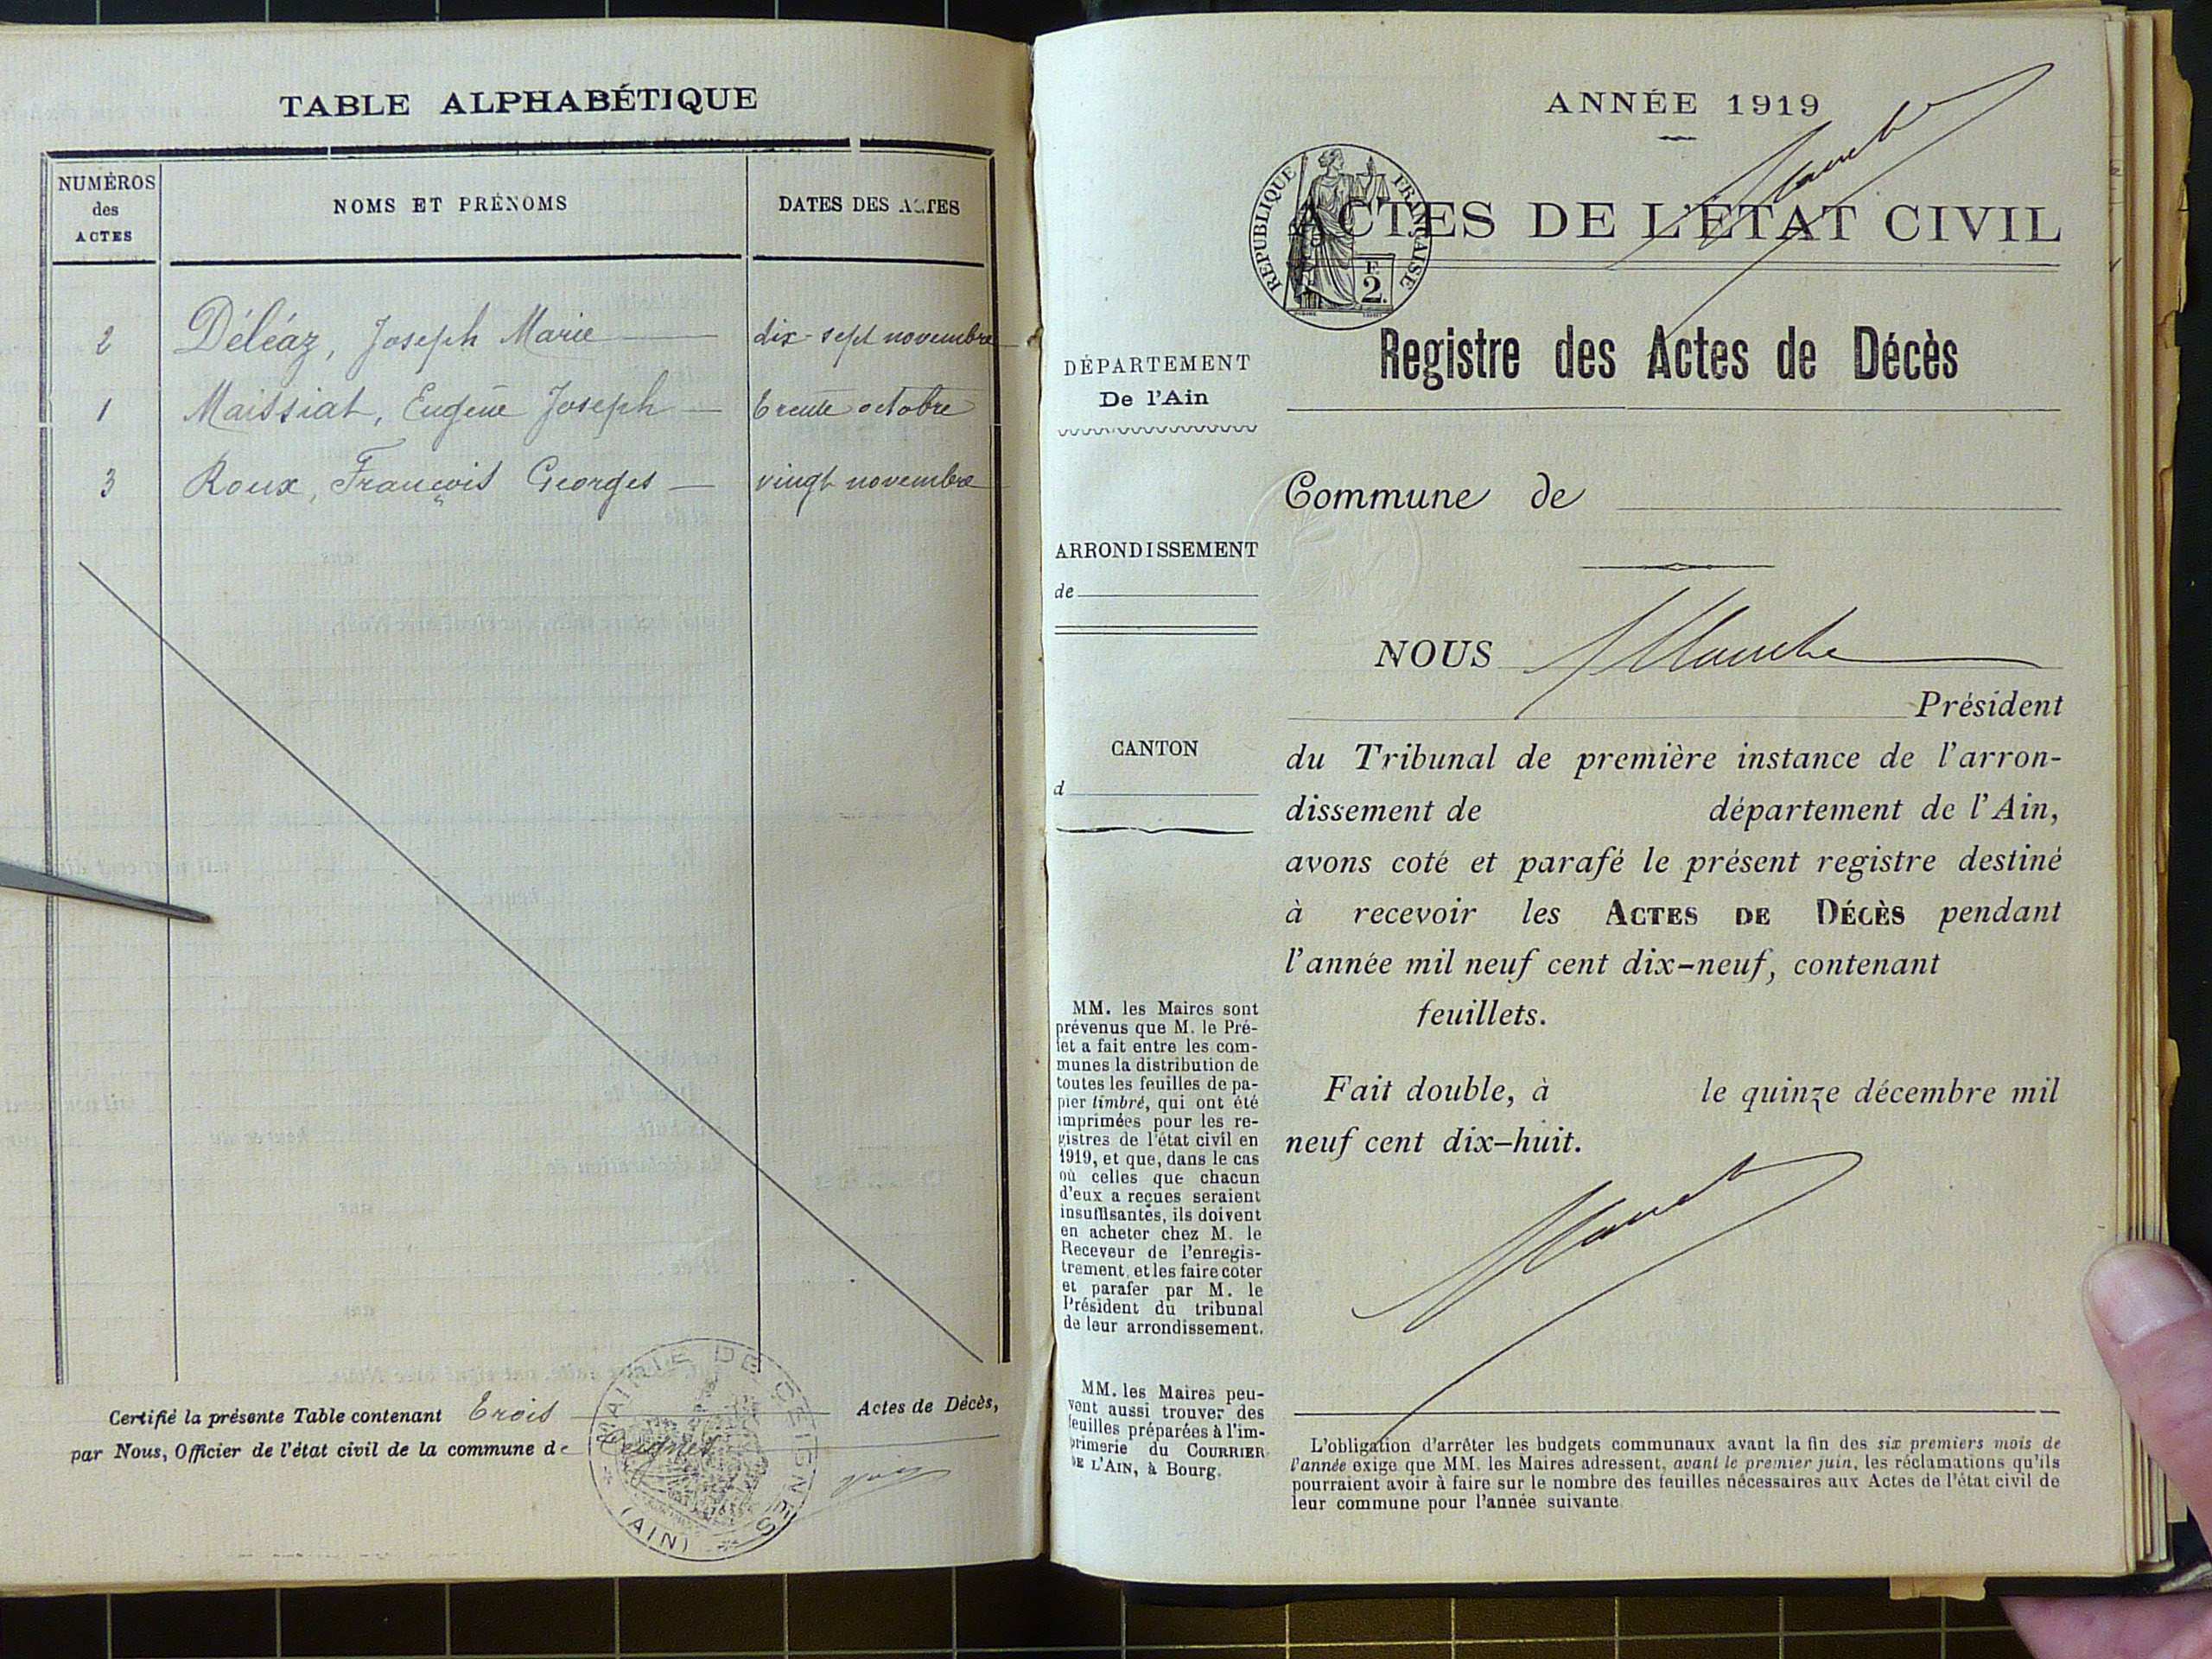 TABLE ALPHABÉTIQUE
NUMÉROS
des
ACTES
NOMS ET PRÉNOMS
DATES DES ACTES
2 Déléaz, Joseph Marie dix-sept novembre
1 Maissiat, Eugène Joseph trente octobre
3 Roux, François Georges vingt novembre
Certifié la présente Table contenant trois Actes de Décès,
par Nous, Officier de l'état civil de la commune de Ceignes
MAIRIE DE CEIGNES
(AIN)
ANNÉE 1919
RÉPUBLIQUE FRANÇAISE
F.
2.
ACTES DE L'ÉTAT CIVIL
Registre des Actes de Décès
DÉPARTEMENT
De l'Ain
ARRONDISSEMENT
de
CANTON
d
MM. les Maires sont
prévenus que M. le Pré-
fet a fait entre les com-
munes la distribution de
toutes les feuilles de pa-
pier timbré, qui ont été
imprimées pour les re-
gistres de l'état civil en
1919, et que, dans le cas
où celles que chacun
d'eux a reçues seraient
insuffisantes, ils doivent
en acheter chez M. le
Receveur de l'enregis-
trement, et les faire coter
et parafer par M. le
Président du tribunal
de leur arrondissement.
MM. les Maires peu-
vent aussi trouver des
feuilles préparées à l'im-
primerie du COURRIER
DE L'AIN, à Bourg.
Commune de
NOUS
Président
du Tribunal de première instance de l'arron-
dissement de département de l'Ain,
avons coté et parafé le présent registre destiné
à recevoir les ACTES DE DÉCÈS pendant
l'année mil neuf cent dix-neuf, contenant
feuillets.
Fait double, à le quinze décembre mil
neuf cent dix-huit.
L'obligation d'arrêter les budgets communaux avant la fin des six premiers mois de
l'année exige que MM. les Maires adressent, avant le premier juin, les réclamations qu'ils
pourraient avoir à faire sur le nombre des feuilles nécessaires aux Actes de l'état civil de
leur commune pour l'année suivante.